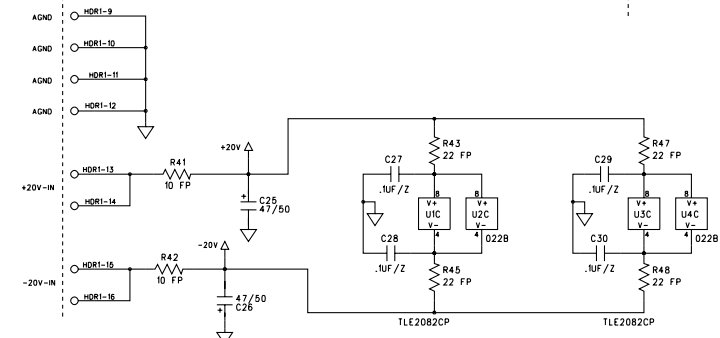 AGND HDR1-9
AGND HDR1-10
AGND HDR1-11
AGND HDR1-12
+20V-IN
HDR1-13
HDR1-14
R41
10 FP
+20V
+
C25
47/50
-20V-IN
HDR1-15
HDR1-16
R42
10 FP
-20V
47/50
+
C26
R43
22 FP
C27
.1UF/Z
8
V+
U1C
V-
4
8
V+
U2C
V-
4
022B
C28
.1UF/Z
R45
22 FP
TLE2082CP
R47
22 FP
C29
.1UF/Z
8
V+
U3C
V-
4
8
V+
U4C
V-
4
022B
C30
.1UF/Z
R48
22 FP
TLE2082CP